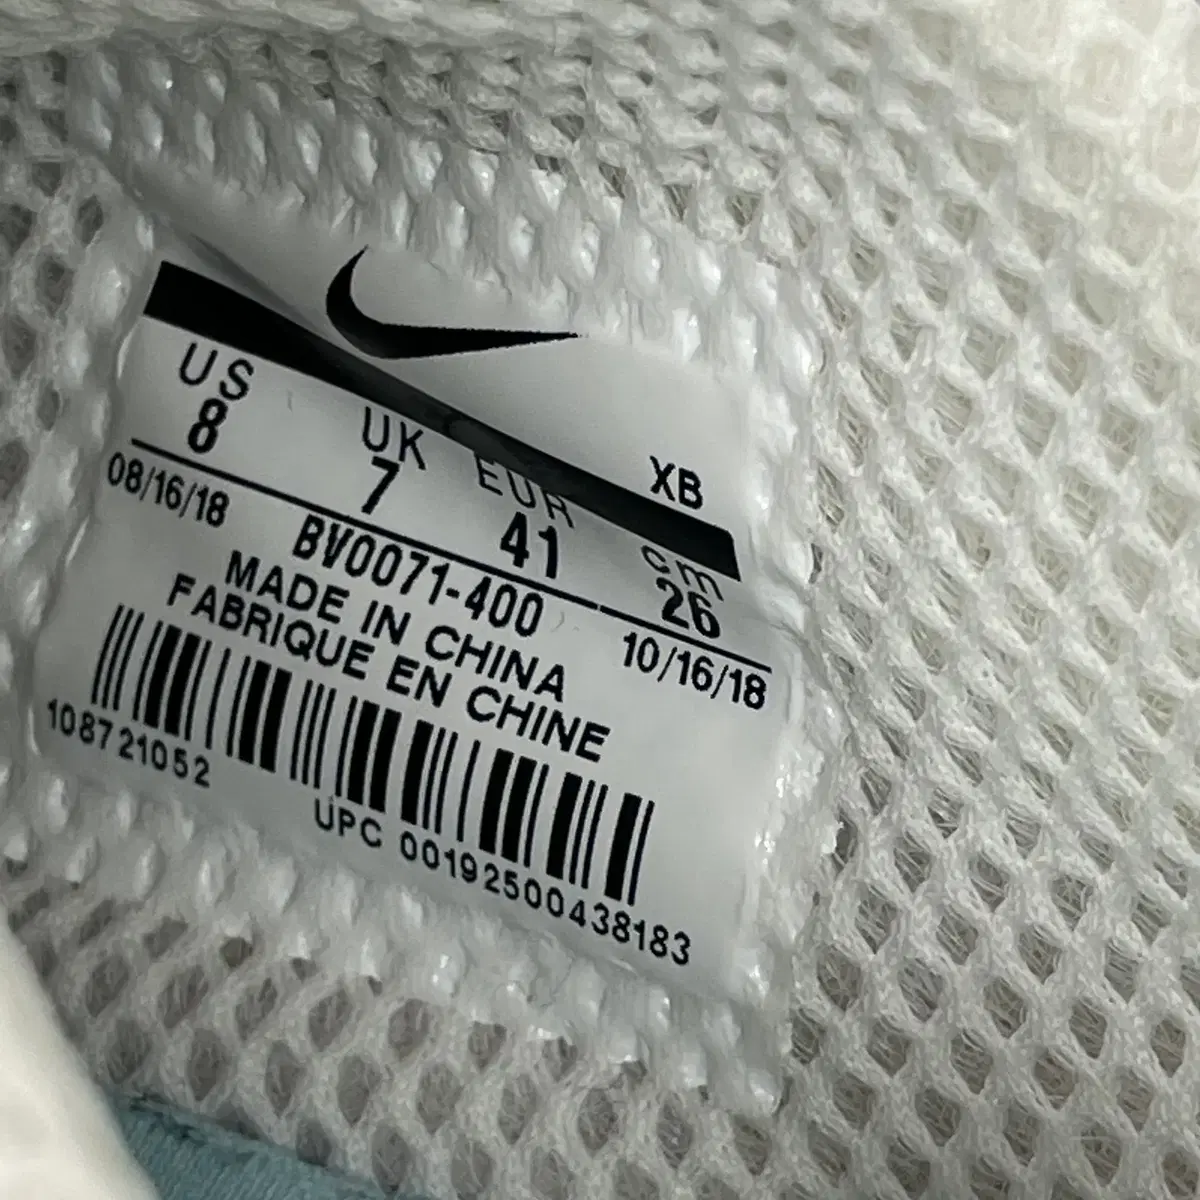 XB
US UK EUR cm
8 7 41 26
08/16/18 BV0071-400 10/16/18
MADE IN CHINA
FABRIQUE EN CHINE
108721052
UPC 00192500438183